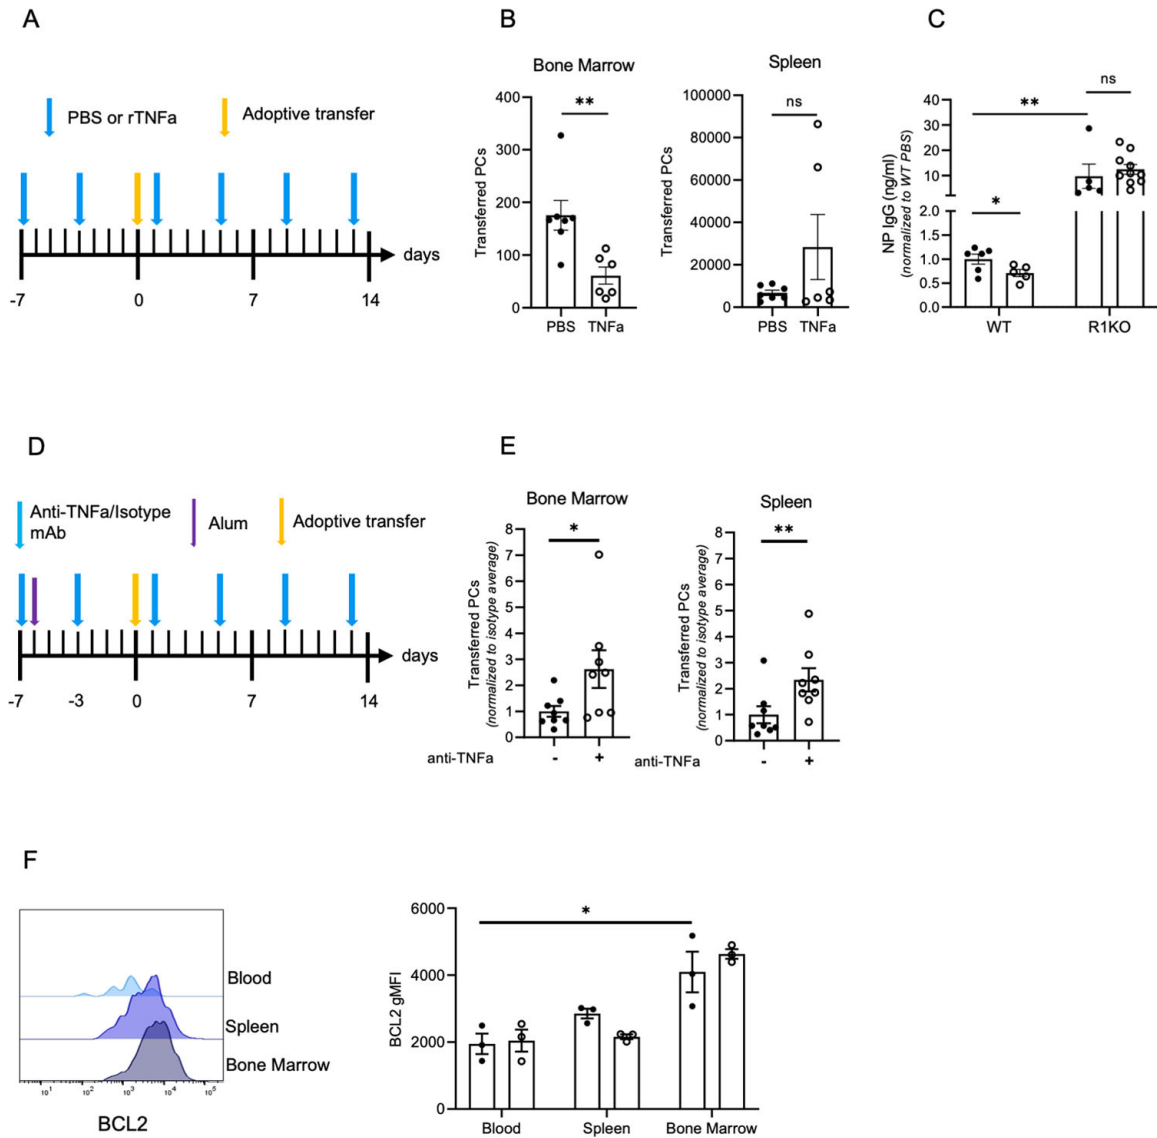 A
PBS or rTNFa
Adoptive transfer
days
-7
0
7
14
B
Bone Marrow
**
Transferred PCs
400
300
200
100
0
PBS
TNFa
Spleen
ns
Transferred PCs
100000
80000
60000
40000
20000
0
PBS
TNFa
C
ns
**
*
NP IgG (ng/ml)
(normalized to WT PBS)
40
30
20
10
2.0
1.5
1.0
0.5
0.0
WT
R1KO
D
Anti-TNFa/Isotype
mAb
Alum
Adoptive transfer
days
-7
-3
0
7
14
E
Bone Marrow
*
Transferred PCs
(normalized to isotype average)
8
7
6
5
4
3
2
1
0
anti-TNFa
-
+
Spleen
**
Transferred PCs
(normalized to isotype average)
8
7
6
5
4
3
2
1
0
anti-TNFa
-
+
F
Blood
Spleen
Bone Marrow
10¹
10²
10³
10⁴
10⁵
BCL2
*
BCL2 gMFI
6000
4000
2000
0
Blood
Spleen
Bone Marrow